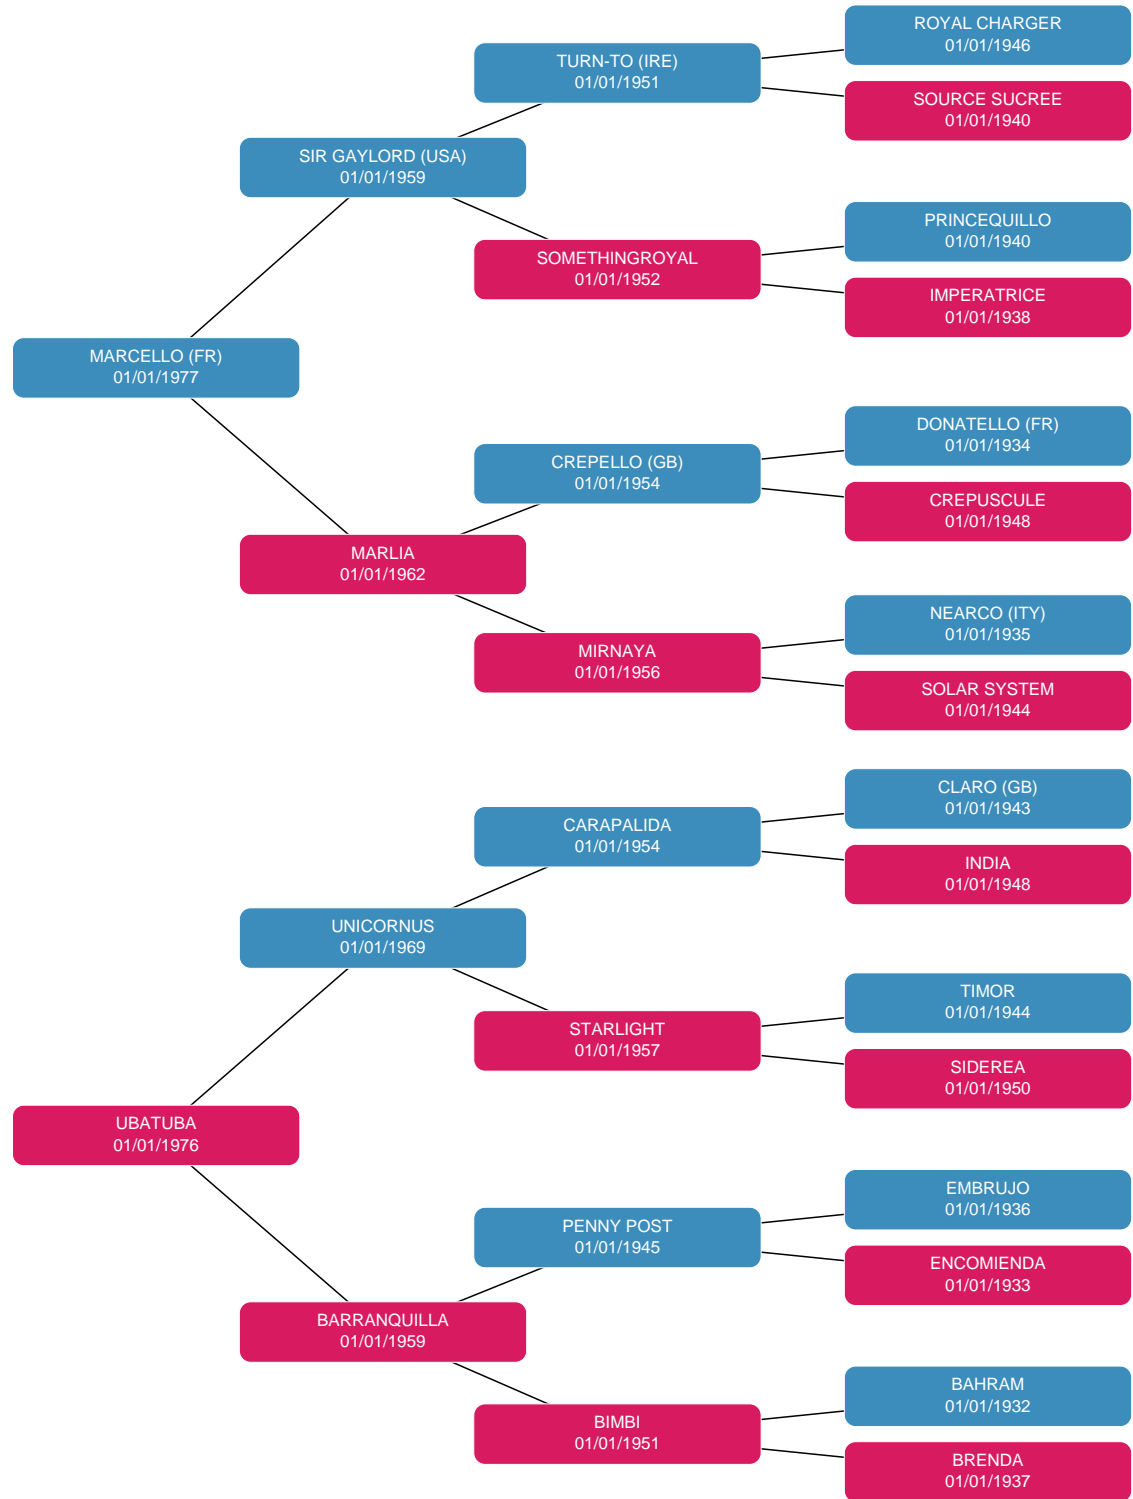 ROYAL CHARGER
01/01/1946
TURN-TO (IRE)
01/01/1951
SOURCE SUCREE
01/01/1940
SIR GAYLORD (USA)
01/01/1959
PRINCEQUILLO
01/01/1940
SOMETHINGROYAL
01/01/1952
IMPERATRICE
01/01/1938
MARCELLO (FR)
01/01/1977
DONATELLO (FR)
01/01/1934
CREPELLO (GB)
01/01/1954
CREPUSCULE
01/01/1948
MARLIA
01/01/1962
NEARCO (ITY)
01/01/1935
MIRNAYA
01/01/1956
SOLAR SYSTEM
01/01/1944
CLARO (GB)
01/01/1943
CARAPALIDA
01/01/1954
INDIA
01/01/1948
UNICORNUS
01/01/1969
TIMOR
01/01/1944
STARLIGHT
01/01/1957
SIDEREA
01/01/1950
UBATUBA
01/01/1976
EMBRUJO
01/01/1936
PENNY POST
01/01/1945
ENCOMIENDA
01/01/1933
BARRANQUILLA
01/01/1959
BAHRAM
01/01/1932
BIMBI
01/01/1951
BRENDA
01/01/1937